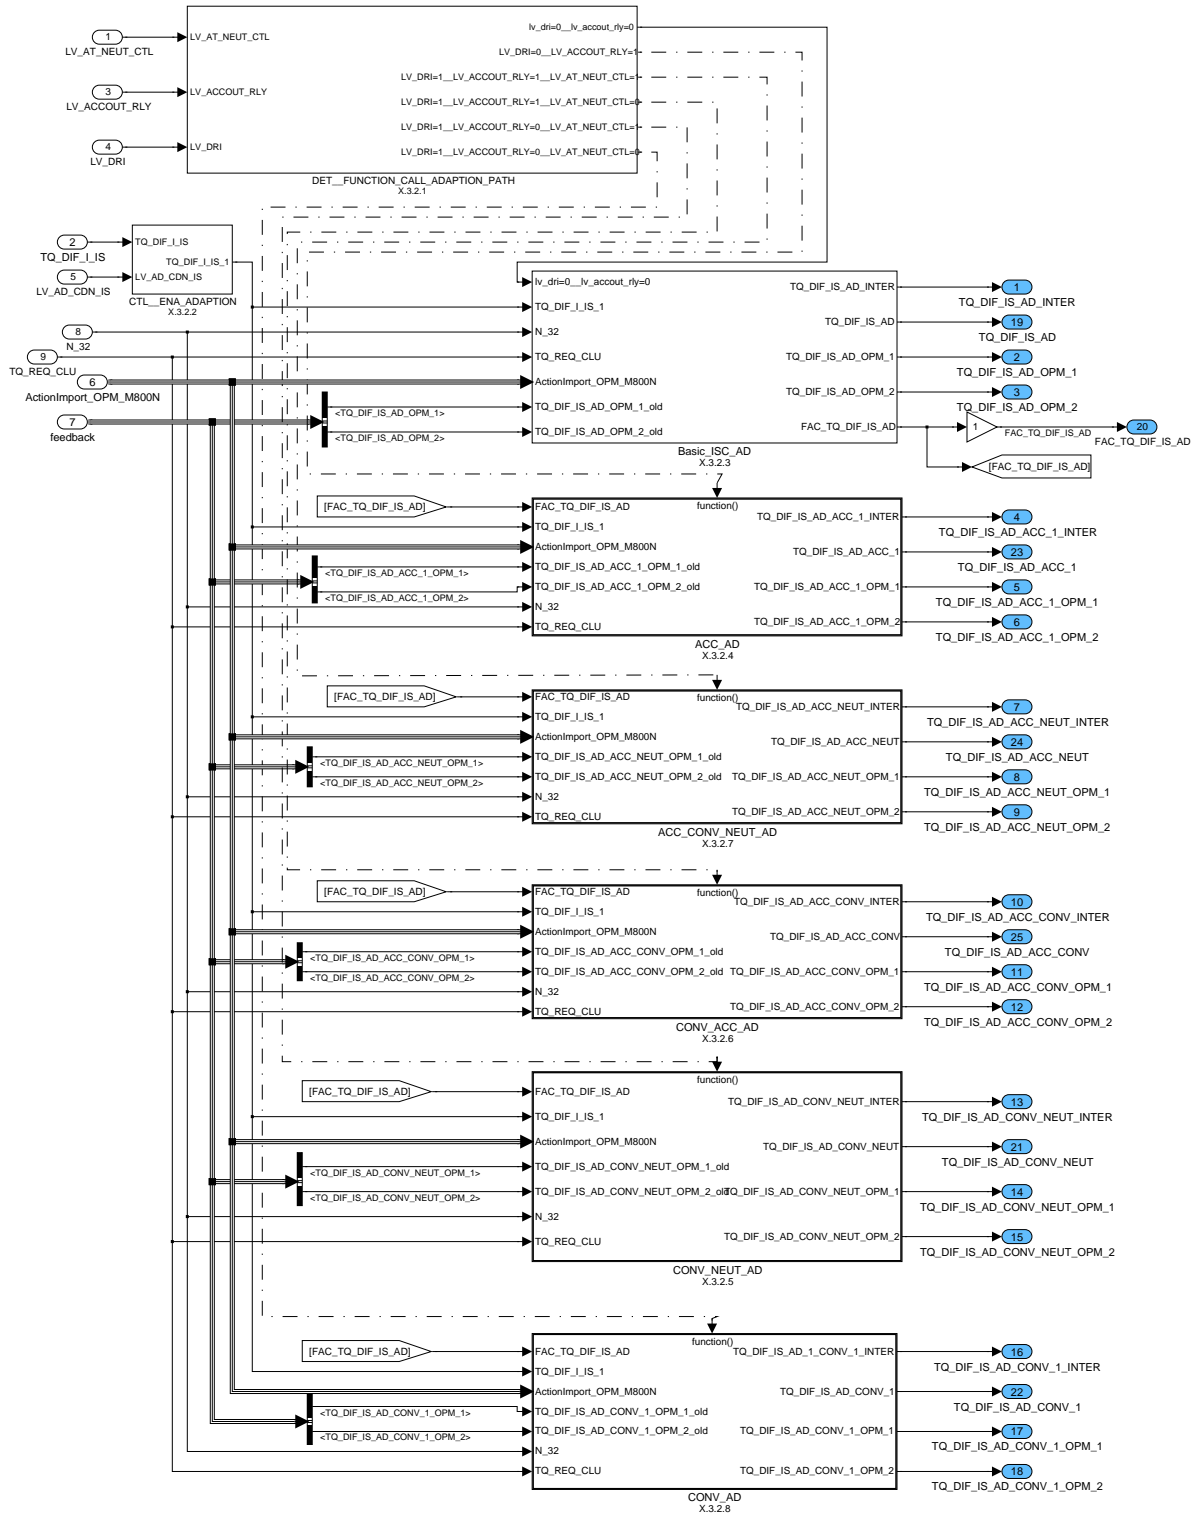 lv_dri=0__lv_accout_rly=0
1
LV_AT_NEUT_CTL
LV_AT_NEUT_CTL
LV_DRI=0__LV_ACCOUT_RLY=1
LV_DRI=1__LV_ACCOUT_RLY=1__LV_AT_NEUT_CTL=1
3
LV_ACCOUT_RLY
LV_ACCOUT_RLY
LV_DRI=1__LV_ACCOUT_RLY=1__LV_AT_NEUT_CTL=0
LV_DRI=1__LV_ACCOUT_RLY=0__LV_AT_NEUT_CTL=1
4
LV_DRI
LV_DRI
LV_DRI=1__LV_ACCOUT_RLY=0__LV_AT_NEUT_CTL=0
DET__FUNCTION_CALL_ADAPTION_PATH
X.3.2.1
2
TQ_DIF_I_IS
TQ_DIF_I_IS
TQ_DIF_I_IS_1
5
LV_AD_CDN_IS
LV_AD_CDN_IS
CTL__ENA_ADAPTION
X.3.2.2
8
N_32
9
TQ_REQ_CLU
6
ActionImport_OPM_M800N
7
feedback
lv_dri=0__lv_accout_rly=0
TQ_DIF_I_IS_1
N_32
TQ_REQ_CLU
ActionImport_OPM_M800N
<TQ_DIF_IS_AD_OPM_1>
TQ_DIF_IS_AD_OPM_1_old
<TQ_DIF_IS_AD_OPM_2>
TQ_DIF_IS_AD_OPM_2_old
TQ_DIF_IS_AD_INTER
TQ_DIF_IS_AD
TQ_DIF_IS_AD_OPM_1
TQ_DIF_IS_AD_OPM_2
FAC_TQ_DIF_IS_AD
Basic_ISC_AD
X.3.2.3
1
TQ_DIF_IS_AD_INTER
19
TQ_DIF_IS_AD
2
TQ_DIF_IS_AD_OPM_1
3
TQ_DIF_IS_AD_OPM_2
1
FAC_TQ_DIF_IS_AD
20
FAC_TQ_DIF_IS_AD
[FAC_TQ_DIF_IS_AD]
[FAC_TQ_DIF_IS_AD]
function()
FAC_TQ_DIF_IS_AD
TQ_DIF_I_IS_1
ActionImport_OPM_M800N
<TQ_DIF_IS_AD_ACC_1_OPM_1>
TQ_DIF_IS_AD_ACC_1_OPM_1_old
<TQ_DIF_IS_AD_ACC_1_OPM_2>
TQ_DIF_IS_AD_ACC_1_OPM_2_old
N_32
TQ_REQ_CLU
TQ_DIF_IS_AD_ACC_1_INTER
TQ_DIF_IS_AD_ACC_1
TQ_DIF_IS_AD_ACC_1_OPM_1
TQ_DIF_IS_AD_ACC_1_OPM_2
ACC_AD
X.3.2.4
4
TQ_DIF_IS_AD_ACC_1_INTER
23
TQ_DIF_IS_AD_ACC_1
5
TQ_DIF_IS_AD_ACC_1_OPM_1
6
TQ_DIF_IS_AD_ACC_1_OPM_2
[FAC_TQ_DIF_IS_AD]
function()
FAC_TQ_DIF_IS_AD
TQ_DIF_I_IS_1
ActionImport_OPM_M800N
<TQ_DIF_IS_AD_ACC_NEUT_OPM_1>
TQ_DIF_IS_AD_ACC_NEUT_OPM_1_old
<TQ_DIF_IS_AD_ACC_NEUT_OPM_2>
TQ_DIF_IS_AD_ACC_NEUT_OPM_2_old
N_32
TQ_REQ_CLU
TQ_DIF_IS_AD_ACC_NEUT_INTER
TQ_DIF_IS_AD_ACC_NEUT
TQ_DIF_IS_AD_ACC_NEUT_OPM_1
TQ_DIF_IS_AD_ACC_NEUT_OPM_2
ACC_CONV_NEUT_AD
X.3.2.7
7
TQ_DIF_IS_AD_ACC_NEUT_INTER
24
TQ_DIF_IS_AD_ACC_NEUT
8
TQ_DIF_IS_AD_ACC_NEUT_OPM_1
9
TQ_DIF_IS_AD_ACC_NEUT_OPM_2
[FAC_TQ_DIF_IS_AD]
function()
FAC_TQ_DIF_IS_AD
TQ_DIF_I_IS_1
ActionImport_OPM_M800N
<TQ_DIF_IS_AD_ACC_CONV_OPM_1>
TQ_DIF_IS_AD_ACC_CONV_OPM_1_old
<TQ_DIF_IS_AD_ACC_CONV_OPM_2>
TQ_DIF_IS_AD_ACC_CONV_OPM_2_old
N_32
TQ_REQ_CLU
TQ_DIF_IS_AD_ACC_CONV_INTER
TQ_DIF_IS_AD_ACC_CONV
TQ_DIF_IS_AD_ACC_CONV_OPM_1
TQ_DIF_IS_AD_ACC_CONV_OPM_2
CONV_ACC_AD
X.3.2.6
10
TQ_DIF_IS_AD_ACC_CONV_INTER
25
TQ_DIF_IS_AD_ACC_CONV
11
TQ_DIF_IS_AD_ACC_CONV_OPM_1
12
TQ_DIF_IS_AD_ACC_CONV_OPM_2
[FAC_TQ_DIF_IS_AD]
function()
FAC_TQ_DIF_IS_AD
TQ_DIF_I_IS_1
ActionImport_OPM_M800N
<TQ_DIF_IS_AD_CONV_NEUT_OPM_1>
TQ_DIF_IS_AD_CONV_NEUT_OPM_1_old
<TQ_DIF_IS_AD_CONV_NEUT_OPM_2>
TQ_DIF_IS_AD_CONV_NEUT_OPM_2_old
N_32
TQ_REQ_CLU
TQ_DIF_IS_AD_CONV_NEUT_INTER
TQ_DIF_IS_AD_CONV_NEUT
TQ_DIF_IS_AD_CONV_NEUT_OPM_1
TQ_DIF_IS_AD_CONV_NEUT_OPM_2
CONV_NEUT_AD
X.3.2.5
13
TQ_DIF_IS_AD_CONV_NEUT_INTER
21
TQ_DIF_IS_AD_CONV_NEUT
14
TQ_DIF_IS_AD_CONV_NEUT_OPM_1
15
TQ_DIF_IS_AD_CONV_NEUT_OPM_2
[FAC_TQ_DIF_IS_AD]
function()
FAC_TQ_DIF_IS_AD
TQ_DIF_I_IS_1
ActionImport_OPM_M800N
<TQ_DIF_IS_AD_CONV_1_OPM_1>
TQ_DIF_IS_AD_CONV_1_OPM_1_old
<TQ_DIF_IS_AD_CONV_1_OPM_2>
TQ_DIF_IS_AD_CONV_1_OPM_2_old
N_32
TQ_REQ_CLU
TQ_DIF_IS_AD_1_CONV_1_INTER
TQ_DIF_IS_AD_CONV_1
TQ_DIF_IS_AD_CONV_1_OPM_1
TQ_DIF_IS_AD_CONV_1_OPM_2
CONV_AD
X.3.2.8
16
TQ_DIF_IS_AD_CONV_1_INTER
22
TQ_DIF_IS_AD_CONV_1
17
TQ_DIF_IS_AD_CONV_1_OPM_1
18
TQ_DIF_IS_AD_CONV_1_OPM_2